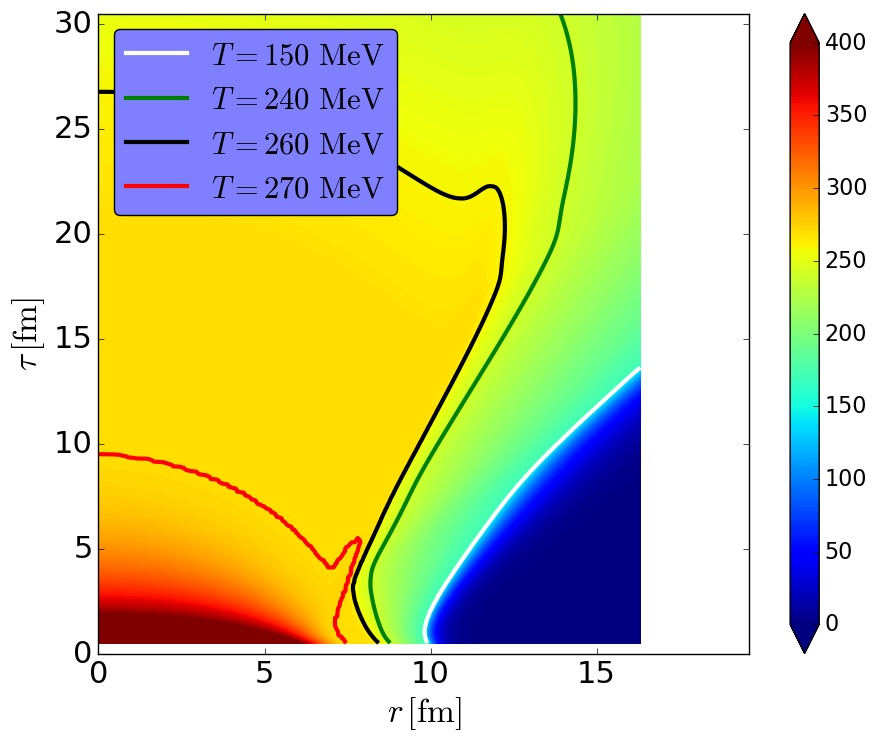 30
25
20
15
10
5
0
τ [fm]
T = 150 MeV
T = 240 MeV
T = 260 MeV
T = 270 MeV
0 5 10 15
r [fm]
400
350
300
250
200
150
100
50
0